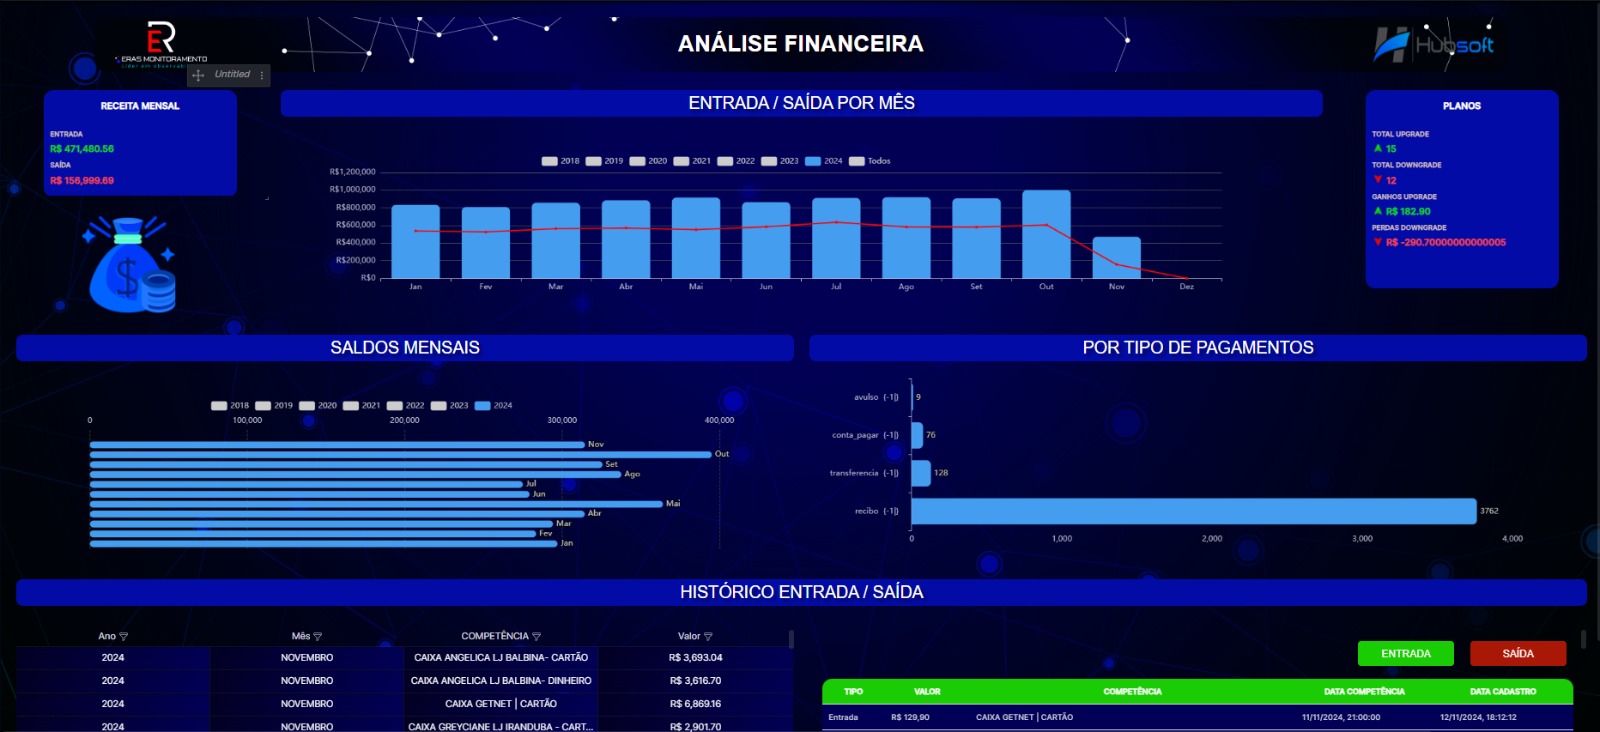 ER
ERAS MONITORAMENTO
Untitled
ANÁLISE FINANCEIRA
Hubsoft
RECEITA MENSAL
ENTRADA
R$ 471,480.56
SAÍDA
R$ 156,999.69
ENTRADA / SAÍDA POR MÊS
2018 2019 2020 2021 2022 2023 2024 Todos
R$1,200,000
R$1,000,000
R$800,000
R$600,000
R$400,000
R$200,000
R$0
Jan Fev Mar Abr Mai Jun Jul Ago Set Out Nov Dez
PLANOS
TOTAL UPGRADE
15
TOTAL DOWNGRADE
12
GANHOS UPGRADE
R$ 182.90
PERDAS DOWNGRADE
R$ -290.70000000000005
SALDOS MENSAIS
2018 2019 2020 2021 2022 2023 2024
0 100,000 200,000 300,000 400,000
Nov
Out
Set
Ago
Jul
Jun
Mai
Abr
Mar
Fev
Jan
POR TIPO DE PAGAMENTOS
avulso (-1|) 9
conta_pagar (-1|) 76
transferencia (-1|) 128
recibo (-1|) 3762
0 1,000 2,000 3,000 4,000
HISTÓRICO ENTRADA / SAÍDA
Ano Mês COMPETÊNCIA Valor
2024 NOVEMBRO CAIXA ANGELICA LJ BALBINA- CARTÃO R$ 3,693.04
2024 NOVEMBRO CAIXA ANGELICA LJ BALBINA- DINHEIRO R$ 3,616.70
2024 NOVEMBRO CAIXA GETNET | CARTÃO R$ 6,869.16
2024 NOVEMBRO CAIXA GREYCIANE LJ IRANDUBA - CART... R$ 2,901.70
ENTRADA SAÍDA
TIPO VALOR COMPETÊNCIA DATA COMPETÊNCIA DATA CADASTRO
Entrada R$ 129,90 CAIXA GETNET | CARTÃO 11/11/2024, 21:00:00 12/11/2024, 18:12:12